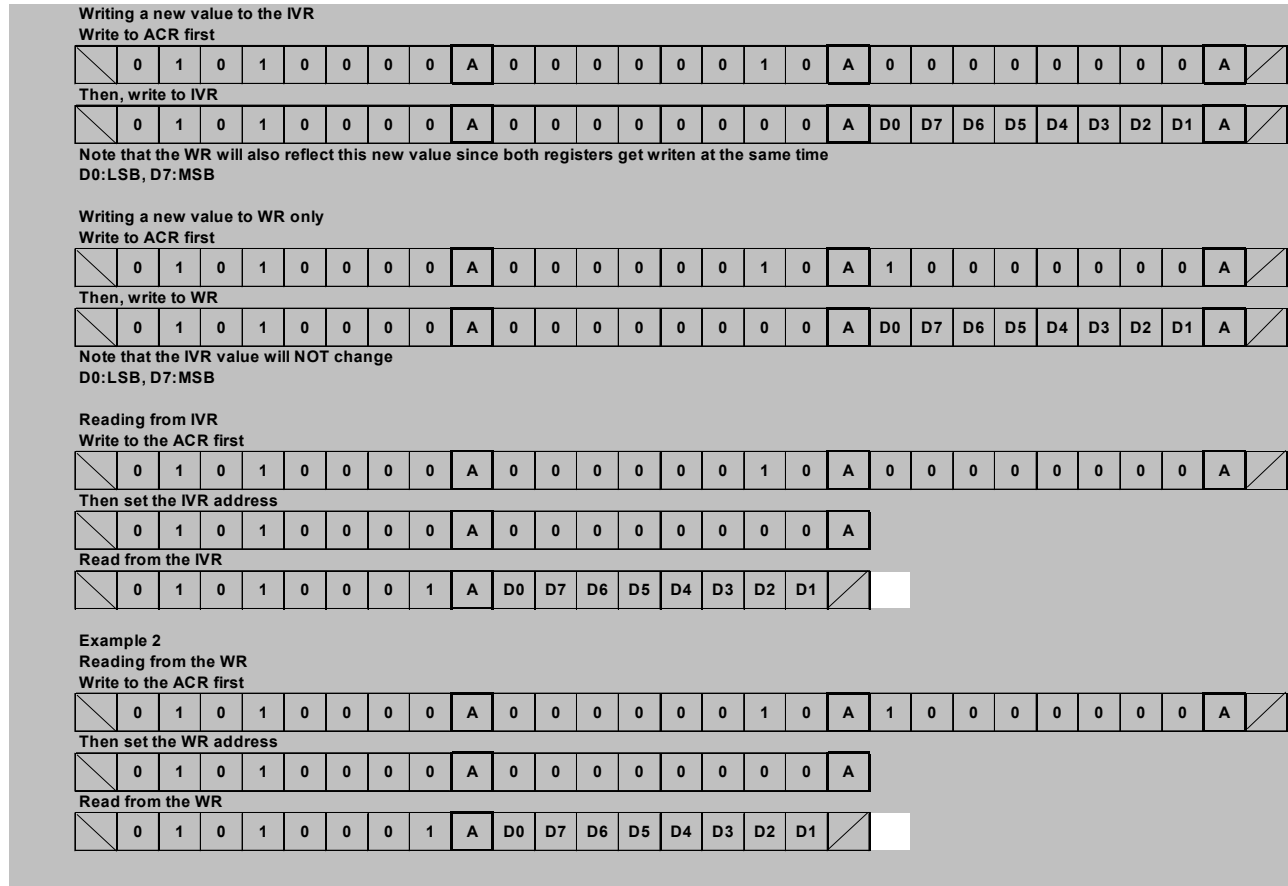 Writing a new value to the IVR
Write to ACR first
0 1 0 1 0 0 0 0 A 0 0 0 0 0 0 1 0 A 0 0 0 0 0 0 0 0 A
Then, write to IVR
0 1 0 1 0 0 0 0 A 0 0 0 0 0 0 0 0 A D0 D7 D6 D5 D4 D3 D2 D1 A
Note that the WR will also reflect this new value since both registers get writen at the same time
D0:LSB, D7:MSB
Writing a new value to WR only
Write to ACR first
0 1 0 1 0 0 0 0 A 0 0 0 0 0 0 1 0 A 1 0 0 0 0 0 0 0 A
Then, write to WR
0 1 0 1 0 0 0 0 A 0 0 0 0 0 0 0 0 A D0 D7 D6 D5 D4 D3 D2 D1 A
Note that the IVR value will NOT change
D0:LSB, D7:MSB
Reading from IVR
Write to the ACR first
0 1 0 1 0 0 0 0 A 0 0 0 0 0 0 1 0 A 0 0 0 0 0 0 0 0 A
Then set the IVR address
0 1 0 1 0 0 0 0 A 0 0 0 0 0 0 0 0 A
Read from the IVR
0 1 0 1 0 0 0 1 A D0 D7 D6 D5 D4 D3 D2 D1
Example 2
Reading from the WR
Write to the ACR first
0 1 0 1 0 0 0 0 A 0 0 0 0 0 0 1 0 A 1 0 0 0 0 0 0 0 A
Then set the WR address
0 1 0 1 0 0 0 0 A 0 0 0 0 0 0 0 0 A
Read from the WR
0 1 0 1 0 0 0 1 A D0 D7 D6 D5 D4 D3 D2 D1